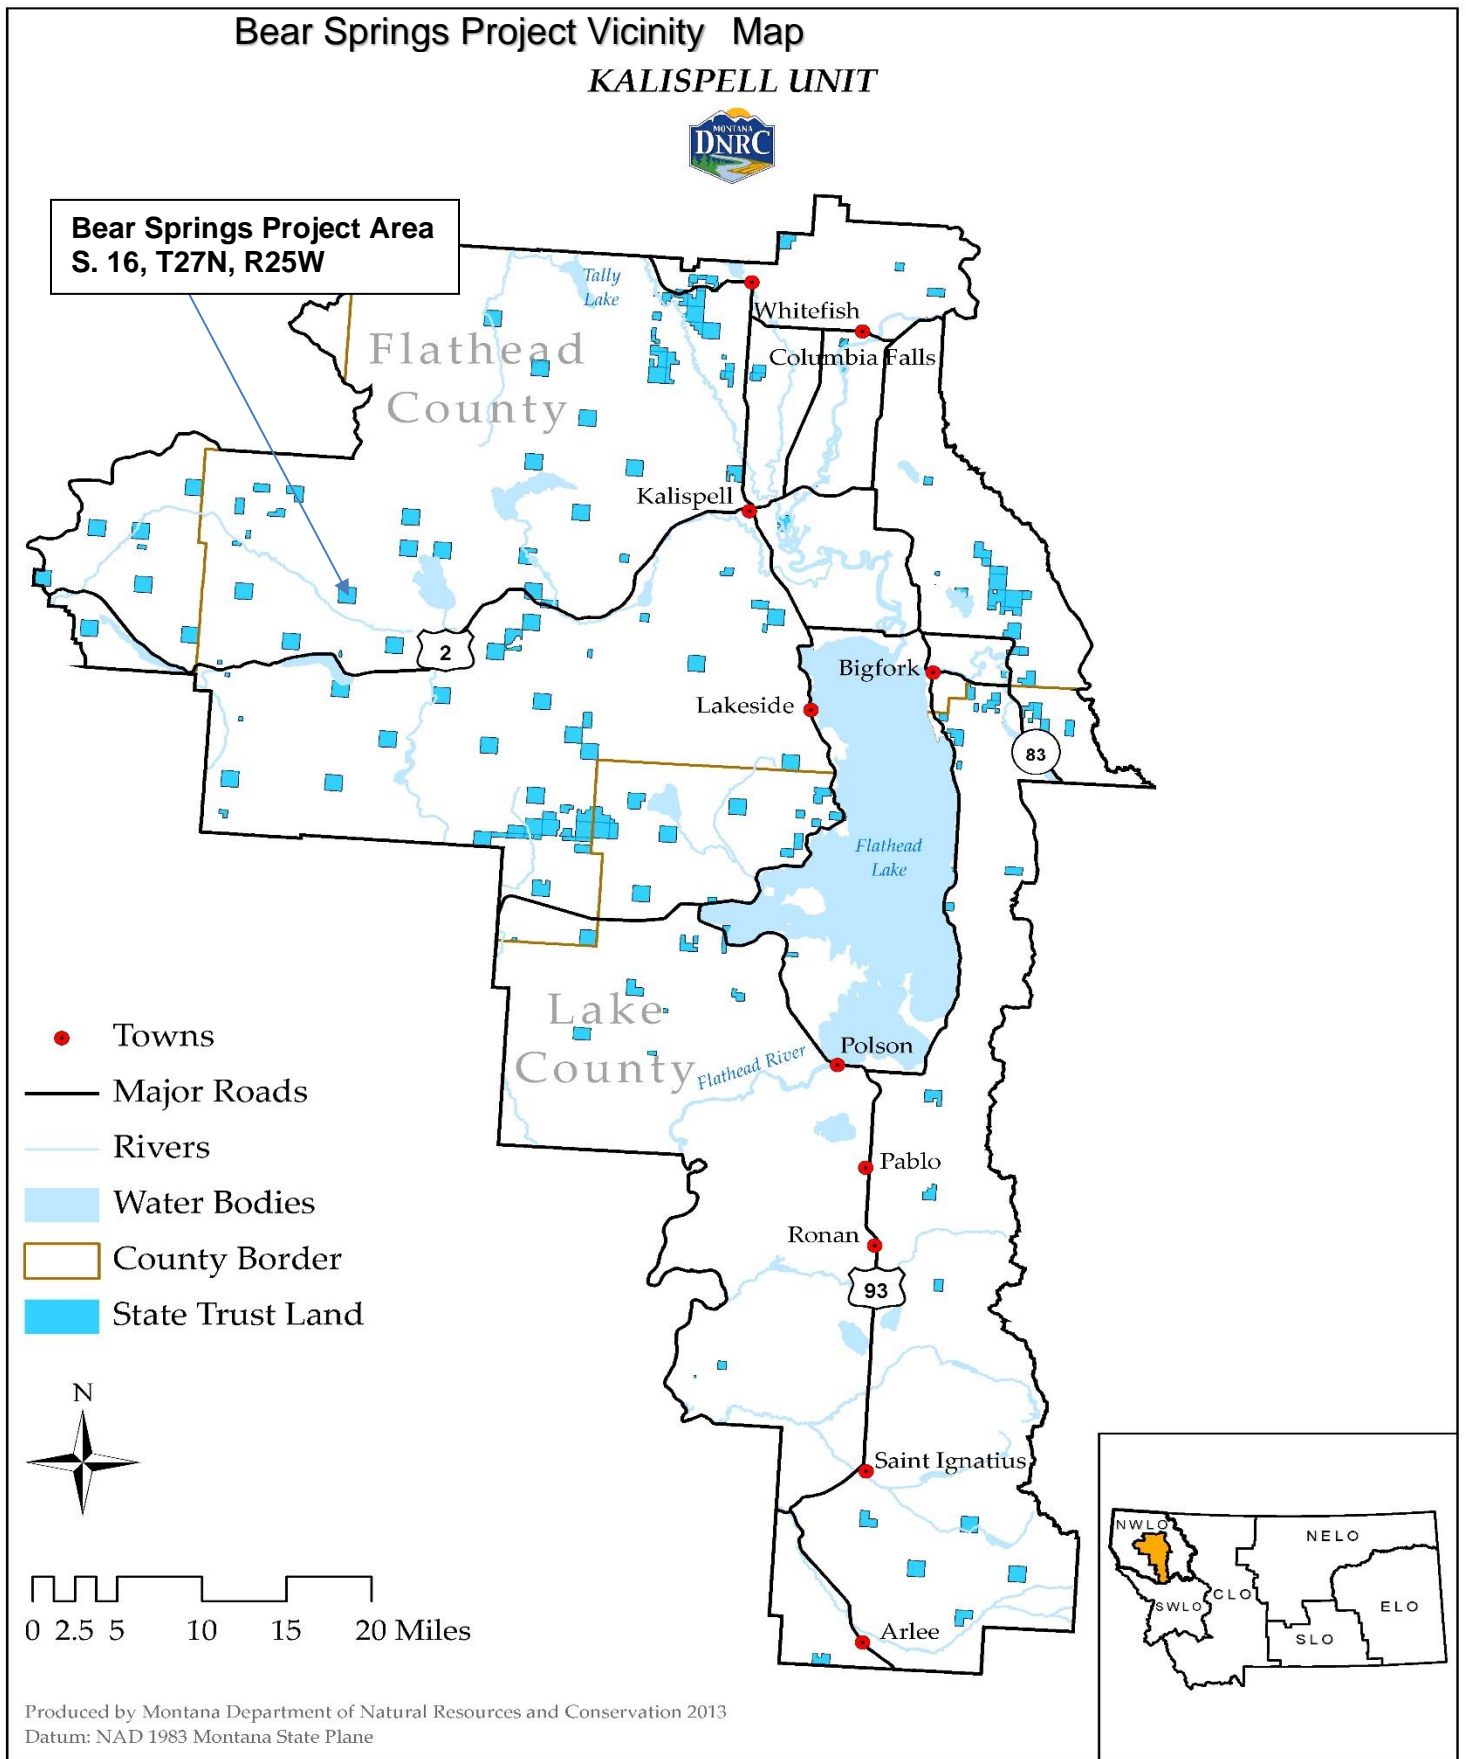 Bear Springs Project Vicinity Map
KALISPELL UNIT
MONTANA
DNRC
Bear Springs Project Area
S. 16, T27N, R25W
Tally
Lake
Whitefish
Flathead
County
Columbia Falls
Kalispell
2
Bigfork
Lakeside
83
Flathead
Lake
Lake
County
Flathead River
Polson
Pablo
Ronan
93
Saint Ignatius
Arlee
Towns
Major Roads
Rivers
Water Bodies
County Border
State Trust Land
N
0 2.5 5 10 15 20 Miles
NWLO
NELO
CLO
SWLO
ELO
SLO
Produced by Montana Department of Natural Resources and Conservation 2013
Datum: NAD 1983 Montana State Plane